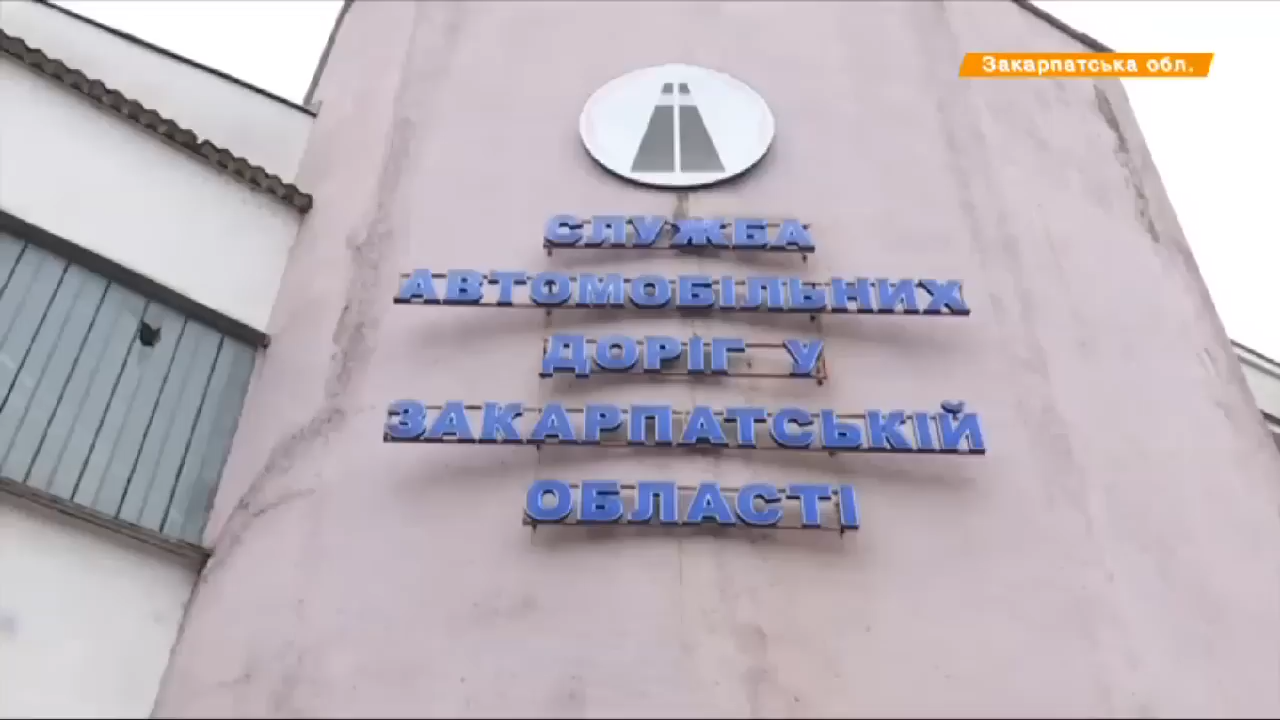 Закарпатська обл.
СЛУЖБА
АВТОМОБІЛЬНИХ
ДОРІГ У
ЗАКАРПАТСЬКІЙ
ОБЛАСТІ